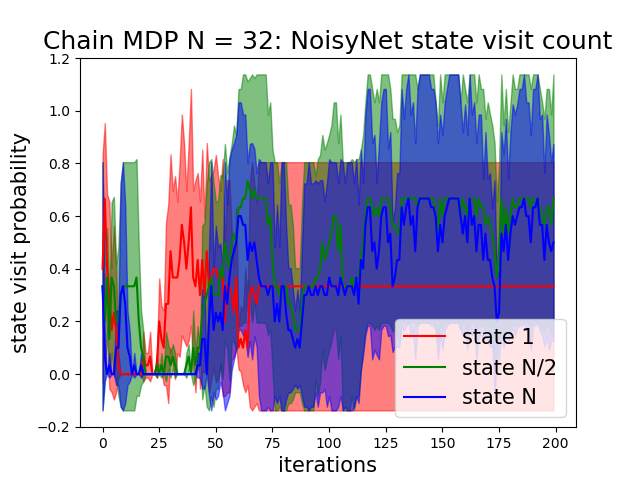 Chain MDP N = 32: NoisyNet state visit count
1.2
1.0
0.8
0.6
0.4
0.2
0.0
−0.2
state visit probability
0 25 50 75 100 125 150 175 200
iterations
state 1
state N/2
state N